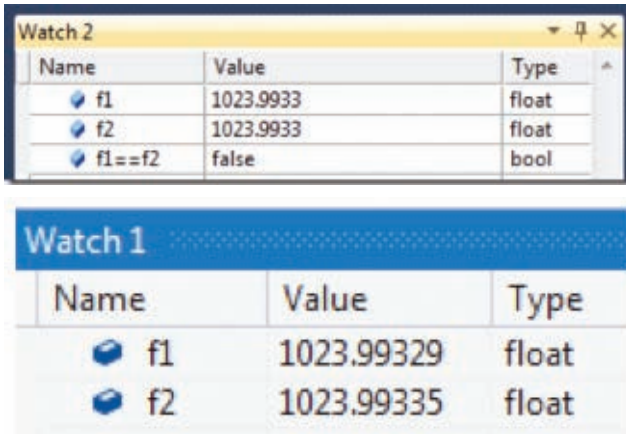 Watch 2
Name Value Type
f1 1023.9933 float
f2 1023.9933 float
f1==f2 false bool
Watch 1
Name Value Type
f1 1023.99329 float
f2 1023.99335 float